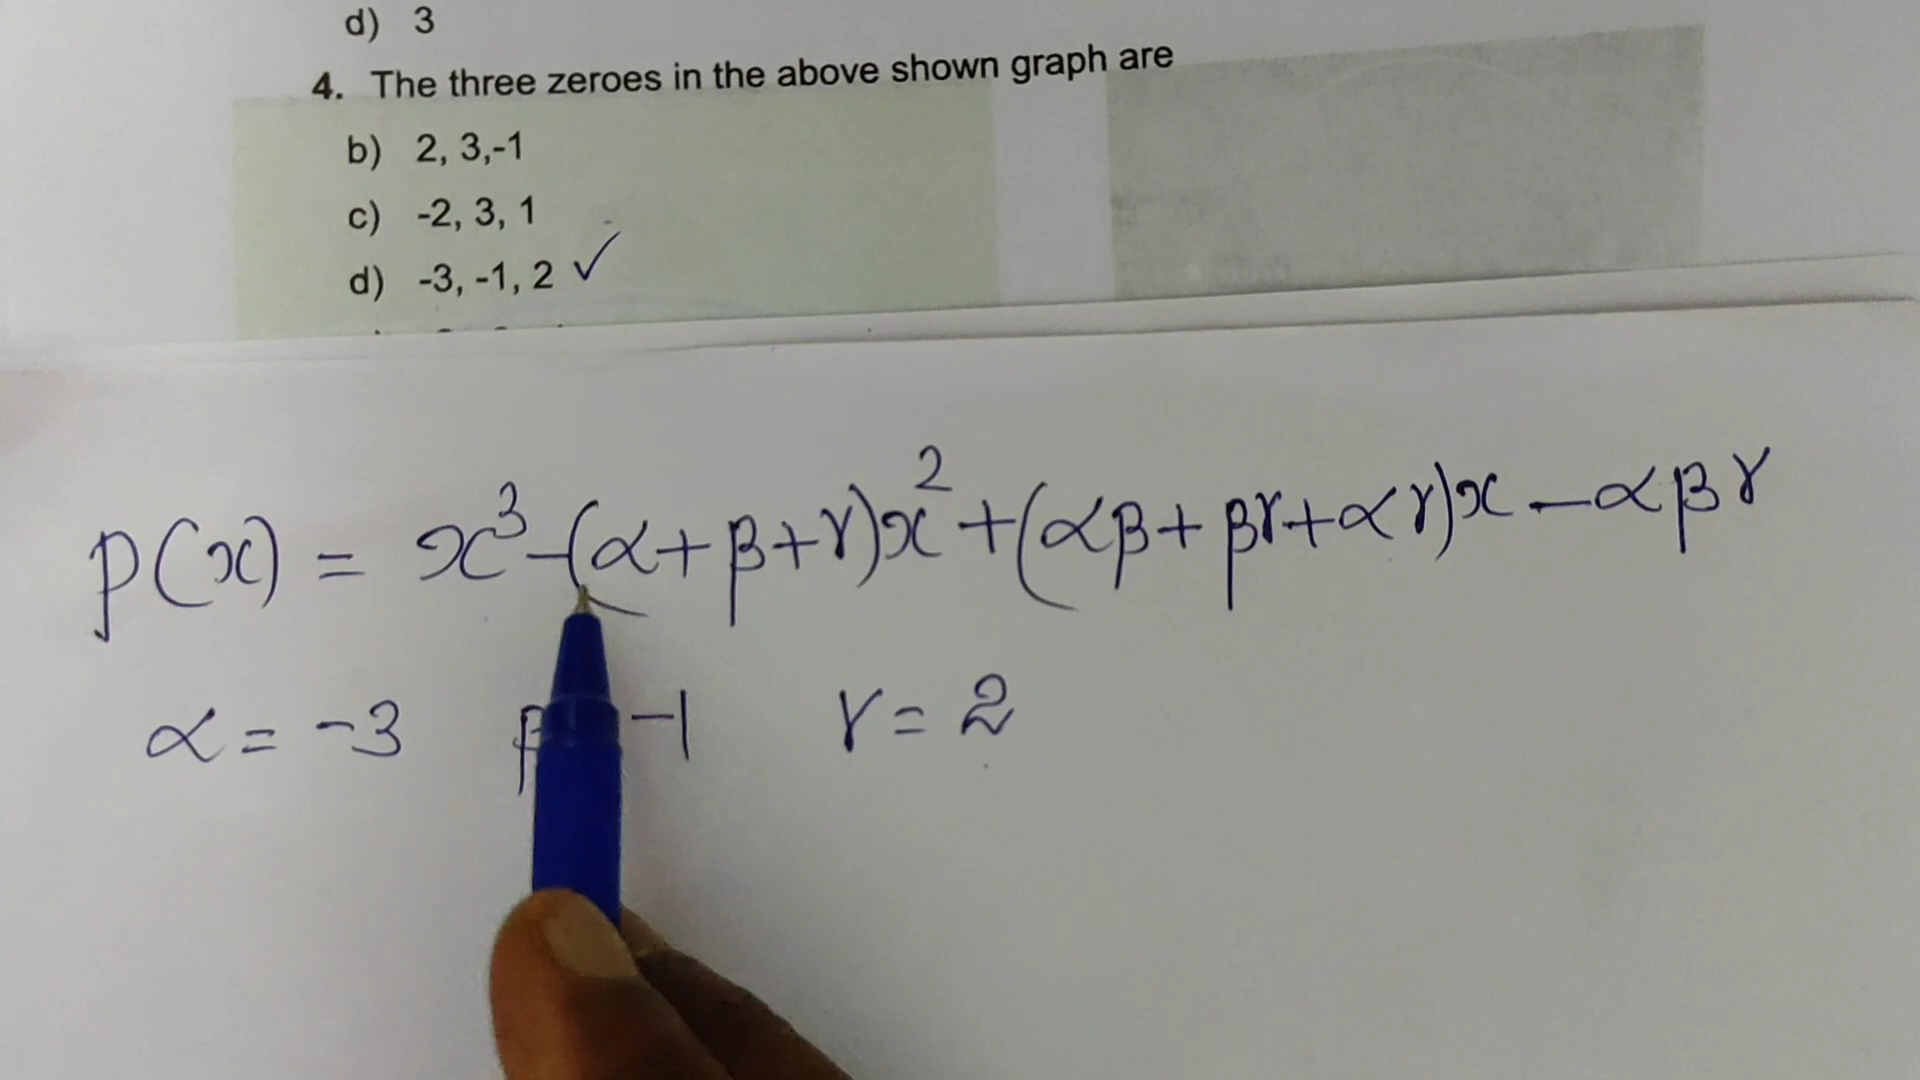 d) 3
4. The three zeroes in the above shown graph are
b) 2, 3,-1
c) -2, 3, 1
d) -3, -1, 2 ✓
p(x) = x³ -(α+β+γ)x² +(αβ+βγ+αγ)x - αβγ
α = -3 β -1 γ = 2